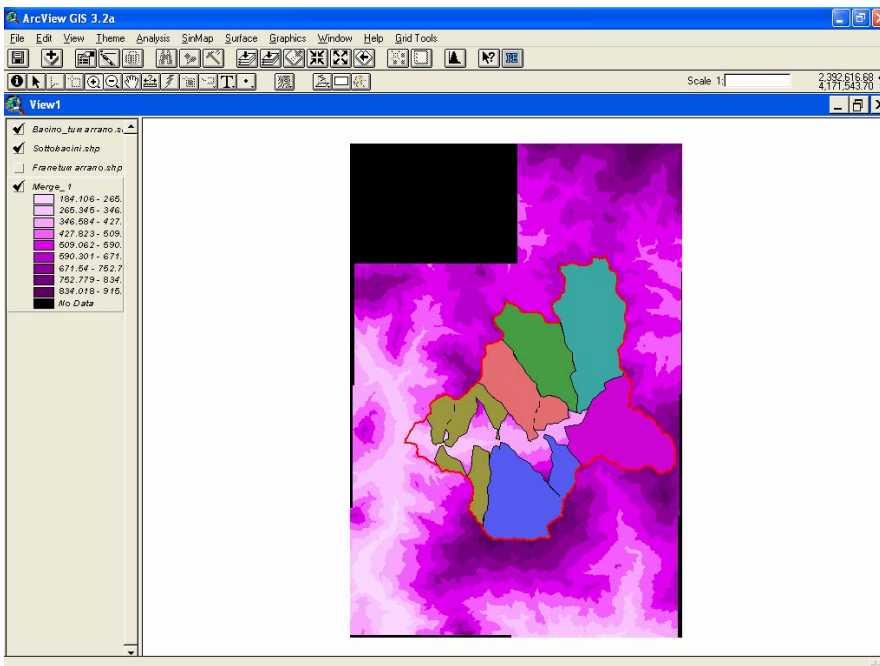 ArcView GIS 3.2a
File Edit View Theme Analysis SinMap Surface Graphics Window Help Grid Tools
Scale 1:
2,392,616.68
4,171,543.70
View1
Bacino_tumarrano.s
Sottobacini.shp
Franetumarrano.shp
Merge_1
184.106 - 265.
265.345 - 346.
346.584 - 427.
427.823 - 509.
509.062 - 590.
590.301 - 671.
671.54 - 752.7
752.779 - 834.
834.018 - 915.
No Data